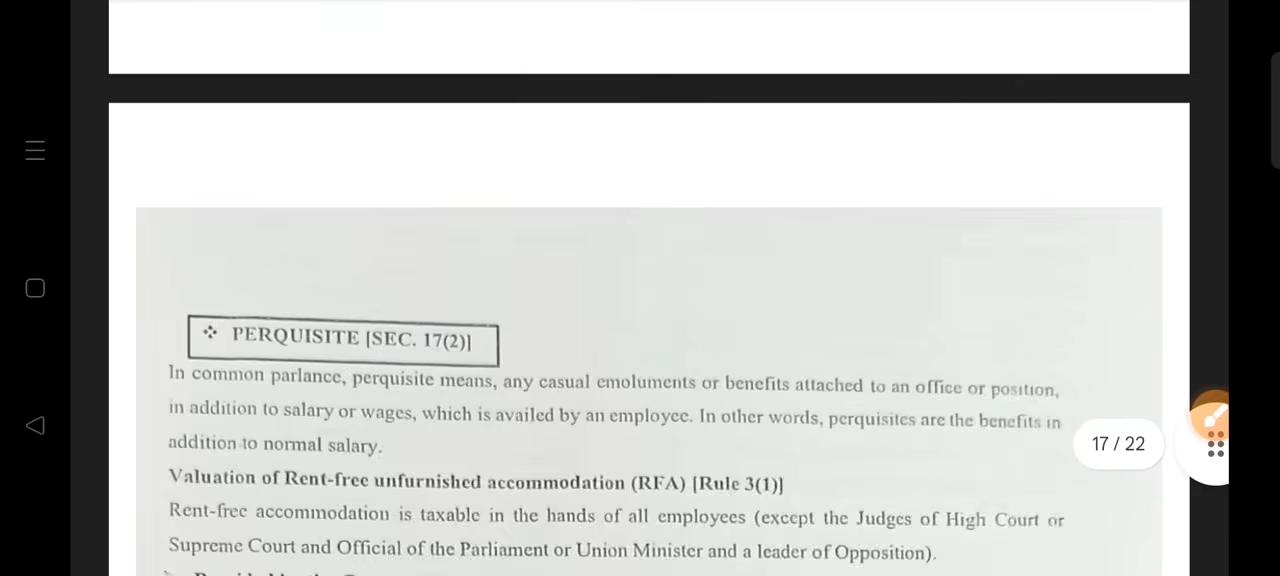 ❖ PERQUISITE [SEC. 17(2)]
In common parlance, perquisite means, any casual emoluments or benefits attached to an office or position,
in addition to salary or wages, which is availed by an employee. In other words, perquisites are the benefits in
addition to normal salary.
17 / 22
Valuation of Rent-free unfurnished accommodation (RFA) [Rule 3(1)]
Rent-free accommodation is taxable in the hands of all employees (except the Judges of High Court or
Supreme Court and Official of the Parliament or Union Minister and a leader of Opposition).